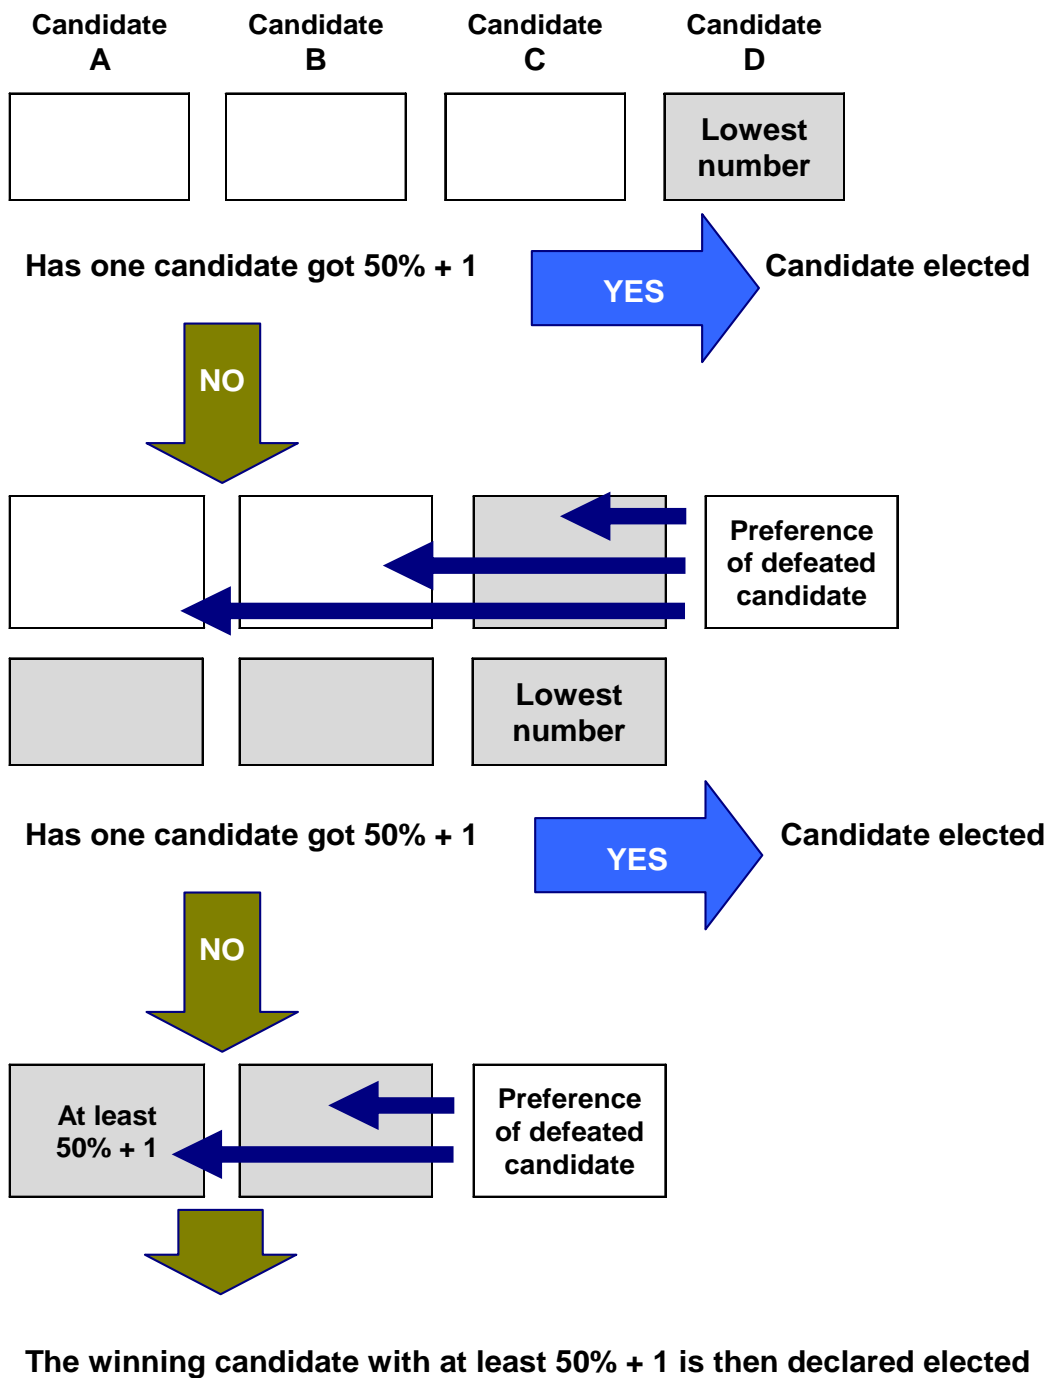 Candidate
A
Candidate
B
Candidate
C
Candidate
D
Lowest
number
Has one candidate got 50% + 1
YES
Candidate elected
NO
Preference
of defeated
candidate
Lowest
number
Has one candidate got 50% + 1
YES
Candidate elected
NO
At least
50% + 1
Preference
of defeated
candidate
The winning candidate with at least 50% + 1 is then declared elected